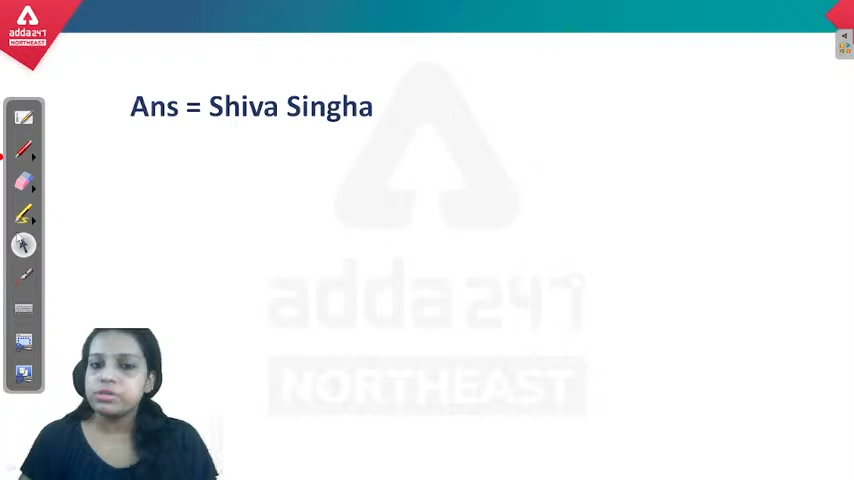 adda247
NORTHEAST
Ans = Shiva Singha
adda247
NORTHEAST